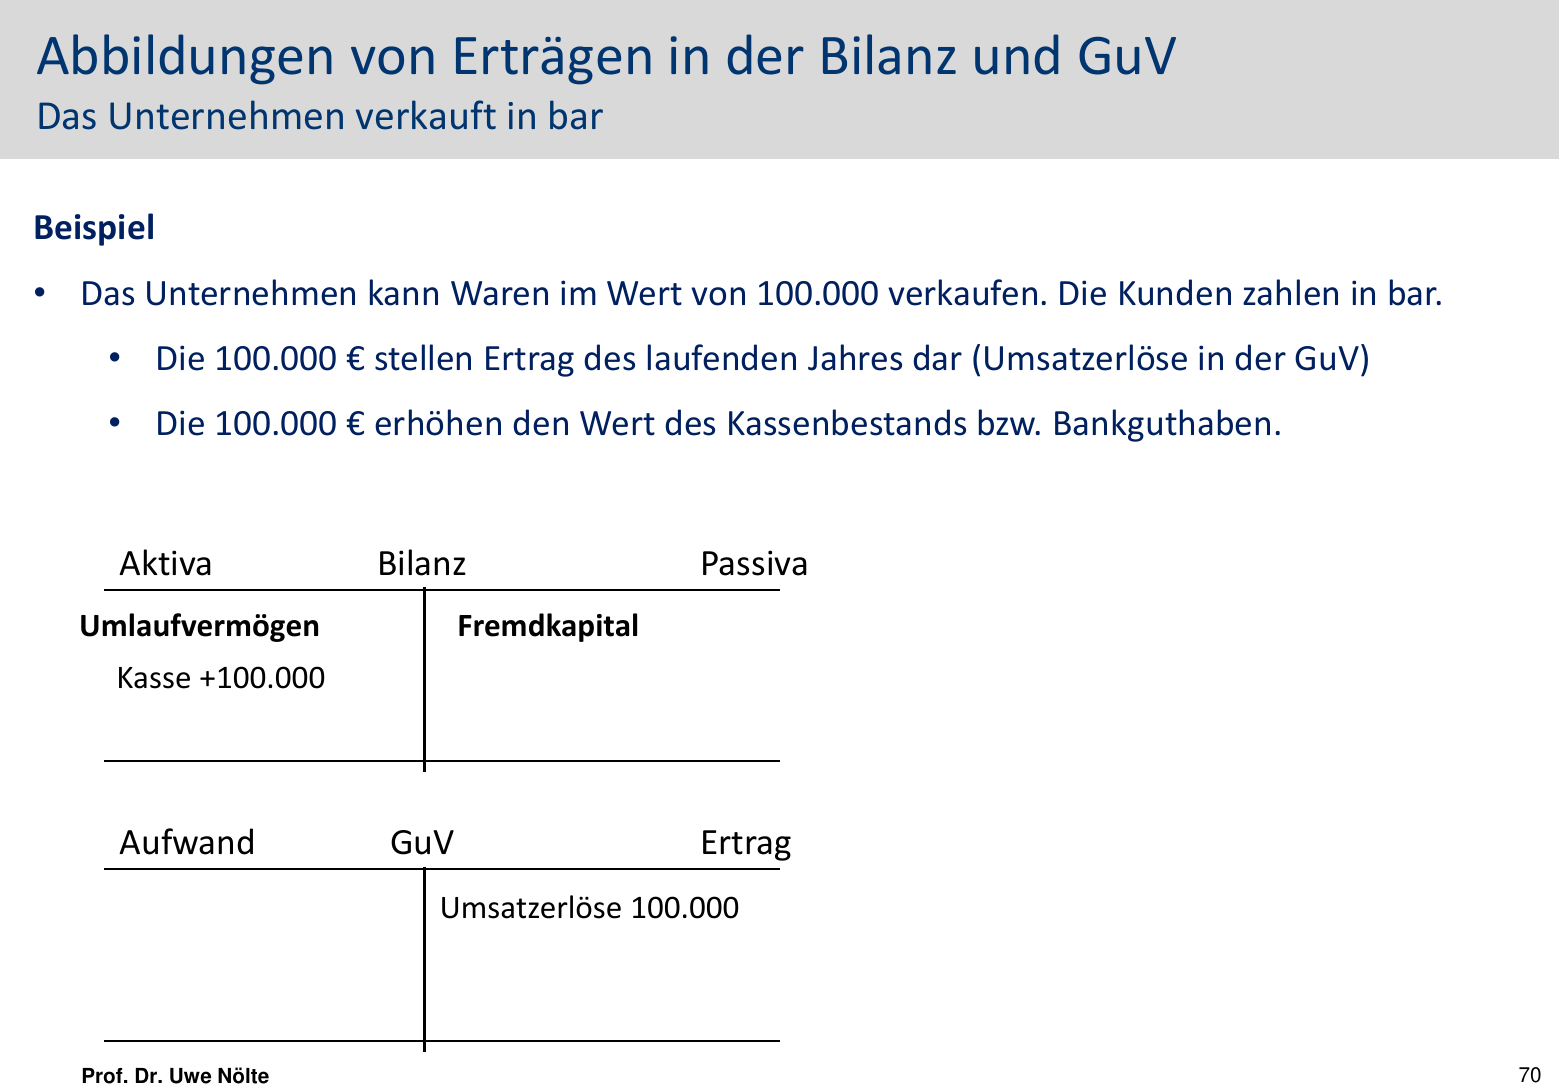 Abbildungen von Erträgen in der Bilanz und GuV
Das Unternehmen verkauft in bar
Beispiel
• Das Unternehmen kann Waren im Wert von 100.000 verkaufen. Die Kunden zahlen in bar.
• Die 100.000 € stellen Ertrag des laufenden Jahres dar (Umsatzerlöse in der GuV)
• Die 100.000 € erhöhen den Wert des Kassenbestands bzw. Bankguthaben.
Aktiva Bilanz Passiva
Umlaufvermögen Fremdkapital
Kasse +100.000
Aufwand GuV Ertrag
Umsatzerlöse 100.000
Prof. Dr. Uwe Nölte 70